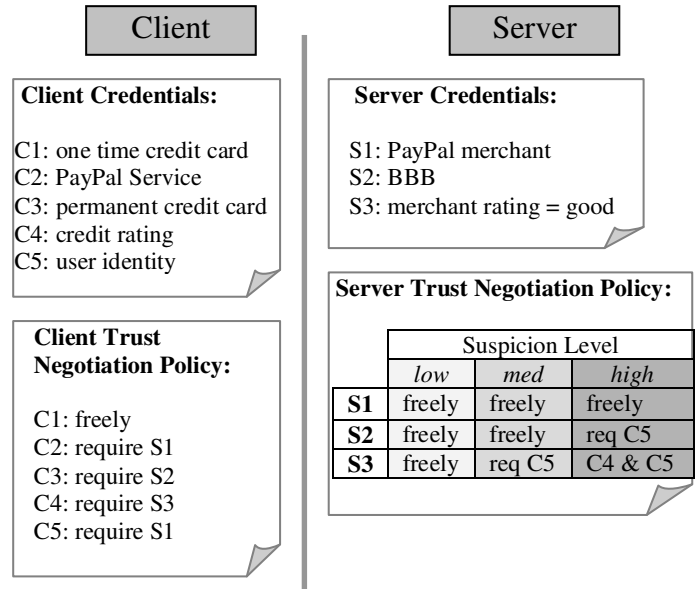 Client
Client Credentials:
C1: one time credit card
C2: PayPal Service
C3: permanent credit card
C4: credit rating
C5: user identity
Client Trust
Negotiation Policy:
C1: freely
C2: require S1
C3: require S2
C4: require S3
C5: require S1
Server
Server Credentials:
S1: PayPal merchant
S2: BBB
S3: merchant rating = good
Server Trust Negotiation Policy:
Suspicion Level
low med high
S1 freely freely freely
S2 freely freely req C5
S3 freely req C5 C4 & C5